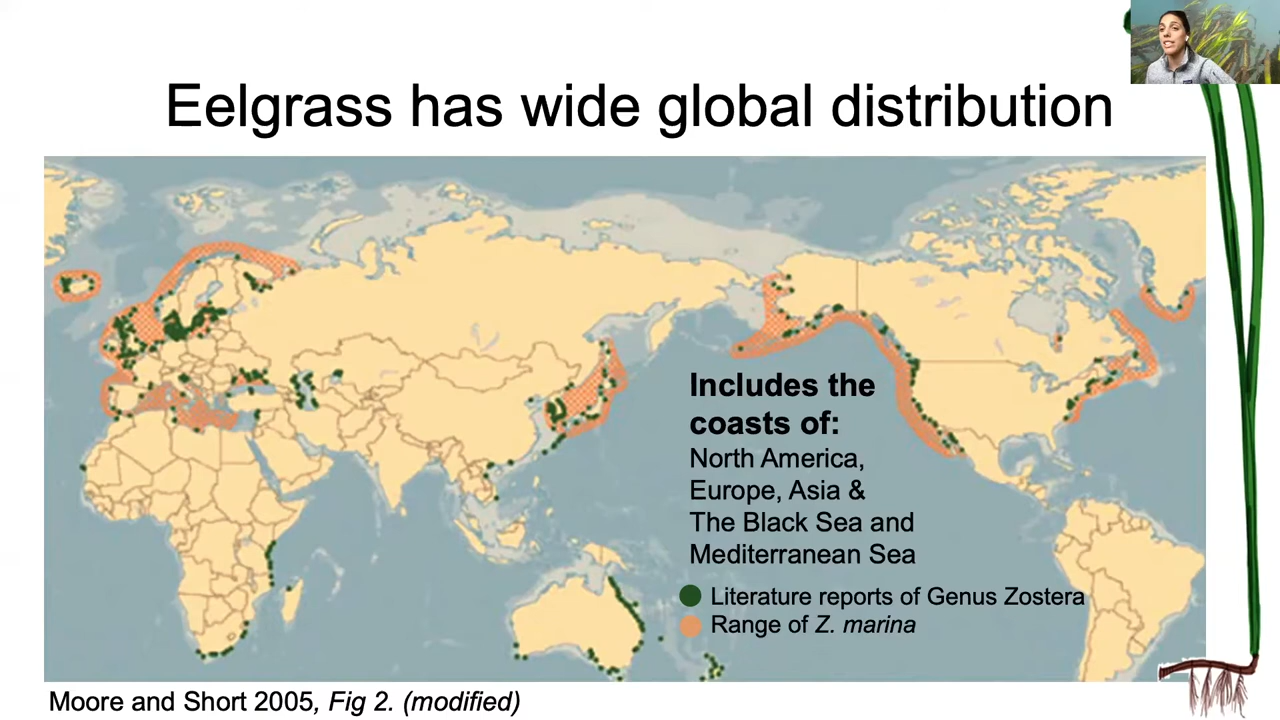 Eelgrass has wide global distribution
Includes the
coasts of:
North America,
Europe, Asia &
The Black Sea and
Mediterranean Sea
Literature reports of Genus Zostera
Range of Z. marina
Moore and Short 2005, Fig 2. (modified)